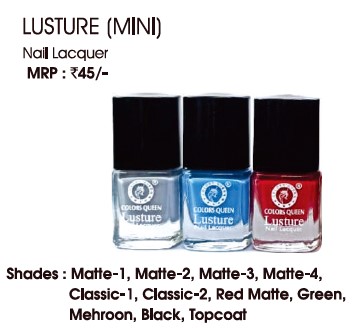 LUSTURE (MINI)
Nail Lacquer
MRP : ₹45/-
COLORS QUEEN
Lusture
Nail Lacquer
COLORS QUEEN
Lusture
Nail Lacquer
COLORS QUEEN
Lusture
Nail Lacquer
Shades : Matte-1, Matte-2, Matte-3, Matte-4,
Classic-1, Classic-2, Red Matte, Green,
Mehroon, Black, Topcoat